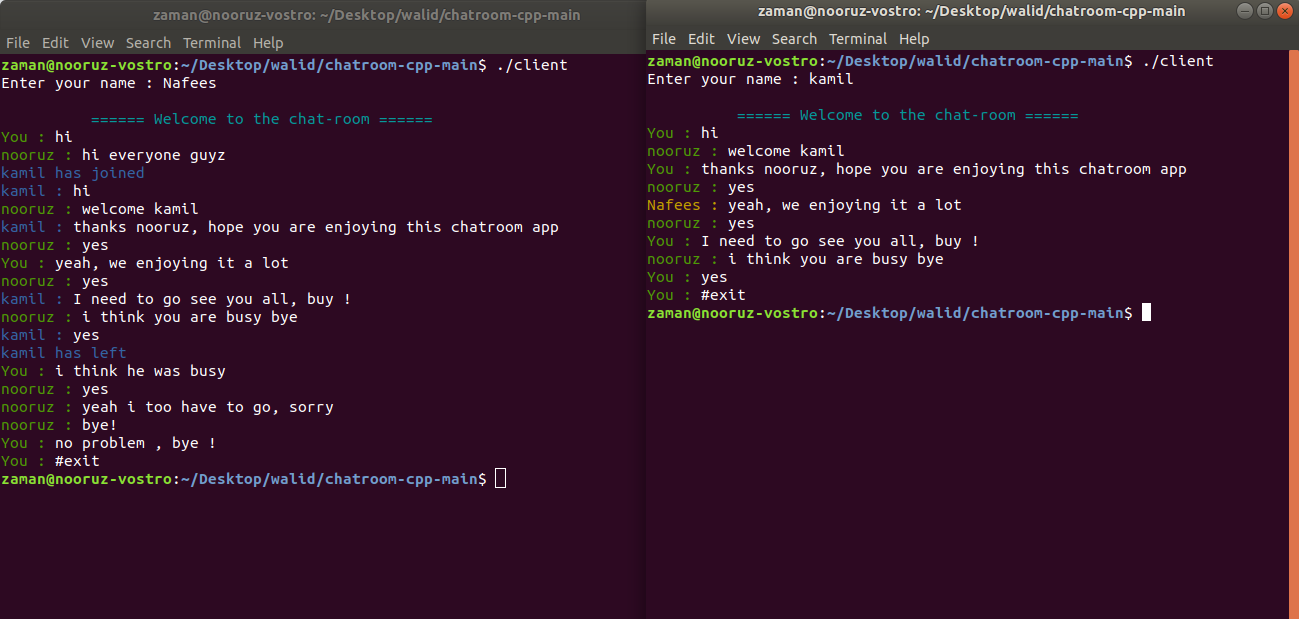 zaman@nooruz-vostro: ~/Desktop/walid/chatroom-cpp-main
File Edit View Search Terminal Help
zaman@nooruz-vostro:~/Desktop/walid/chatroom-cpp-main$ ./client
Enter your name : Nafees
====== Welcome to the chat-room ======
You : hi
nooruz : hi everyone guyz
kamil has joined
kamil : hi
nooruz : welcome kamil
kamil : thanks nooruz, hope you are enjoying this chatroom app
nooruz : yes
You : yeah, we enjoying it a lot
nooruz : yes
kamil : I need to go see you all, buy !
nooruz : i think you are busy bye
kamil : yes
kamil has left
You : i think he was busy
nooruz : yes
nooruz : yeah i too have to go, sorry
nooruz : bye!
You : no problem , bye !
You : #exit
zaman@nooruz-vostro:~/Desktop/walid/chatroom-cpp-main$
zaman@nooruz-vostro: ~/Desktop/walid/chatroom-cpp-main
File Edit View Search Terminal Help
zaman@nooruz-vostro:~/Desktop/walid/chatroom-cpp-main$ ./client
Enter your name : kamil
====== Welcome to the chat-room ======
You : hi
nooruz : welcome kamil
You : thanks nooruz, hope you are enjoying this chatroom app
nooruz : yes
Nafees : yeah, we enjoying it a lot
nooruz : yes
You : I need to go see you all, buy !
nooruz : i think you are busy bye
You : yes
You : #exit
zaman@nooruz-vostro:~/Desktop/walid/chatroom-cpp-main$